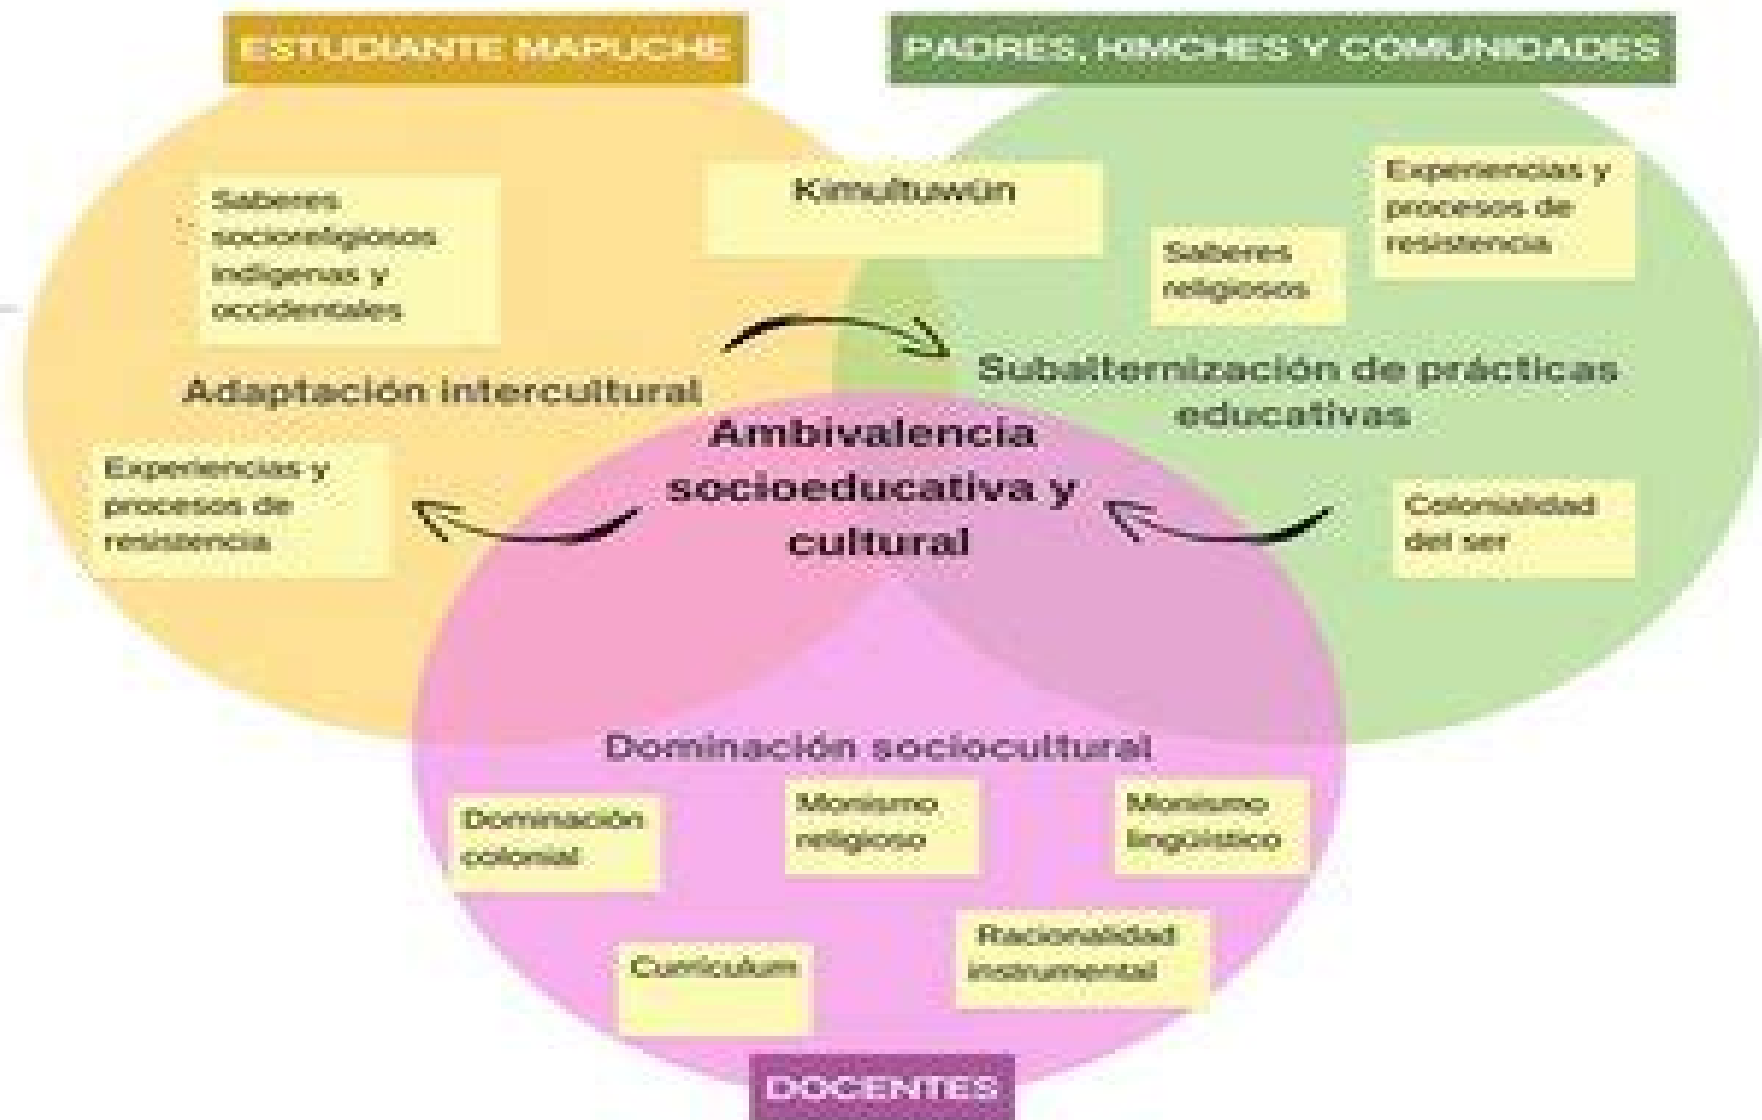 ESTUDIANTE MAPUCHE
PADRES, KIMCHES Y COMUNIDADES
Saberes
socioreligiosos
indígenas y
occidentales
Kimultuwün
Saberes
religiosos
Experiencias y
procesos de
resistencia
Adaptación intercultural
Subalternización de prácticas
educativas
Experiencias y
procesos de
resistencia
Ambivalencia
socioeducativa y
cultural
Colonialidad
del ser
Dominación sociocultural
Dominación
colonial
Monismo
religioso
Monismo
lingüístico
Curriculum
Racionalidad
instrumental
DOCENTES